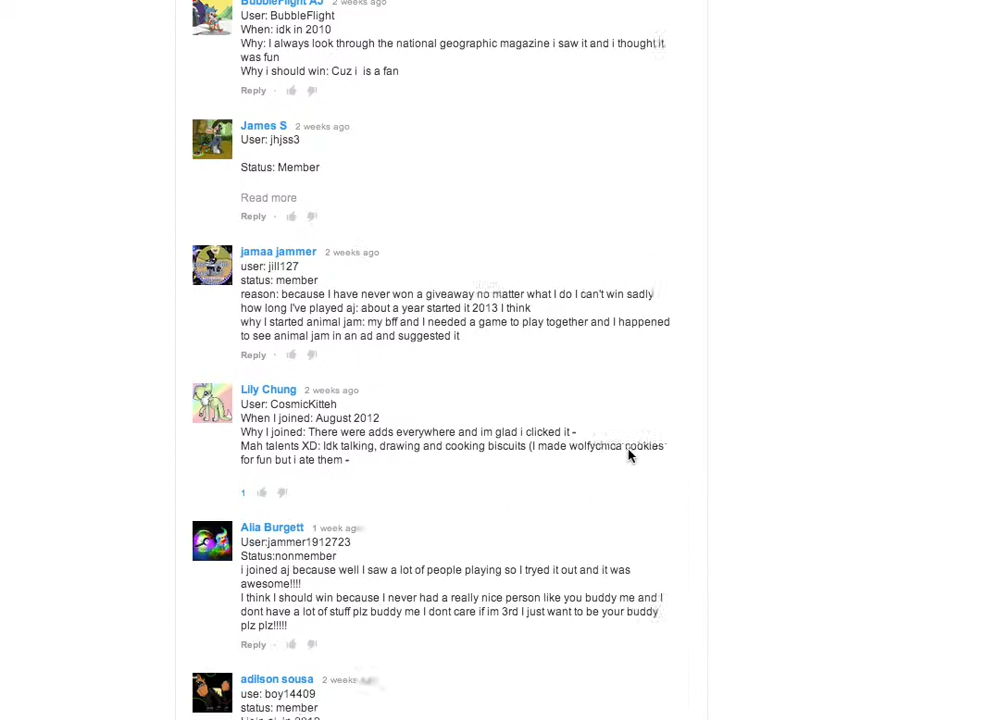 BubbleFlight AJ 2 weeks ago
User: BubbleFlight
When: idk in 2010
Why: I always look through the national geographic magazine i saw it and i thought it
was fun
Why i should win: Cuz i is a fan
Reply ·
James S 2 weeks ago
User: jhjss3
Status: Member
Read more
Reply ·
jamaa jammer 2 weeks ago
user: jill127
status: member
reason: because I have never won a giveaway no matter what I do I can't win sadly
how long I've played aj: about a year started it 2013 I think
why I started animal jam: my bff and I needed a game to play together and I happened
to see animal jam in an ad and suggested it
Reply ·
Lily Chung 2 weeks ago
User: CosmicKitteh
When I joined: August 2012
Why I joined: There were adds everywhere and im glad i clicked it -
Mah talents XD: Idk talking, drawing and cooking biscuits (I made wolfychica cookies
for fun but i ate them -
1
Alia Burgett 1 week ago
User:jammer1912723
Status:nonmember
i joined aj because well I saw a lot of people playing so I tryed it out and it was
awesome!!!!
I think I should win because I never had a really nice person like you buddy me and I
dont have a lot of stuff plz buddy me I dont care if im 3rd I just want to be your buddy
plz plz!!!!!
Reply ·
adilson sousa 2 weeks
use: boy14409
status: member